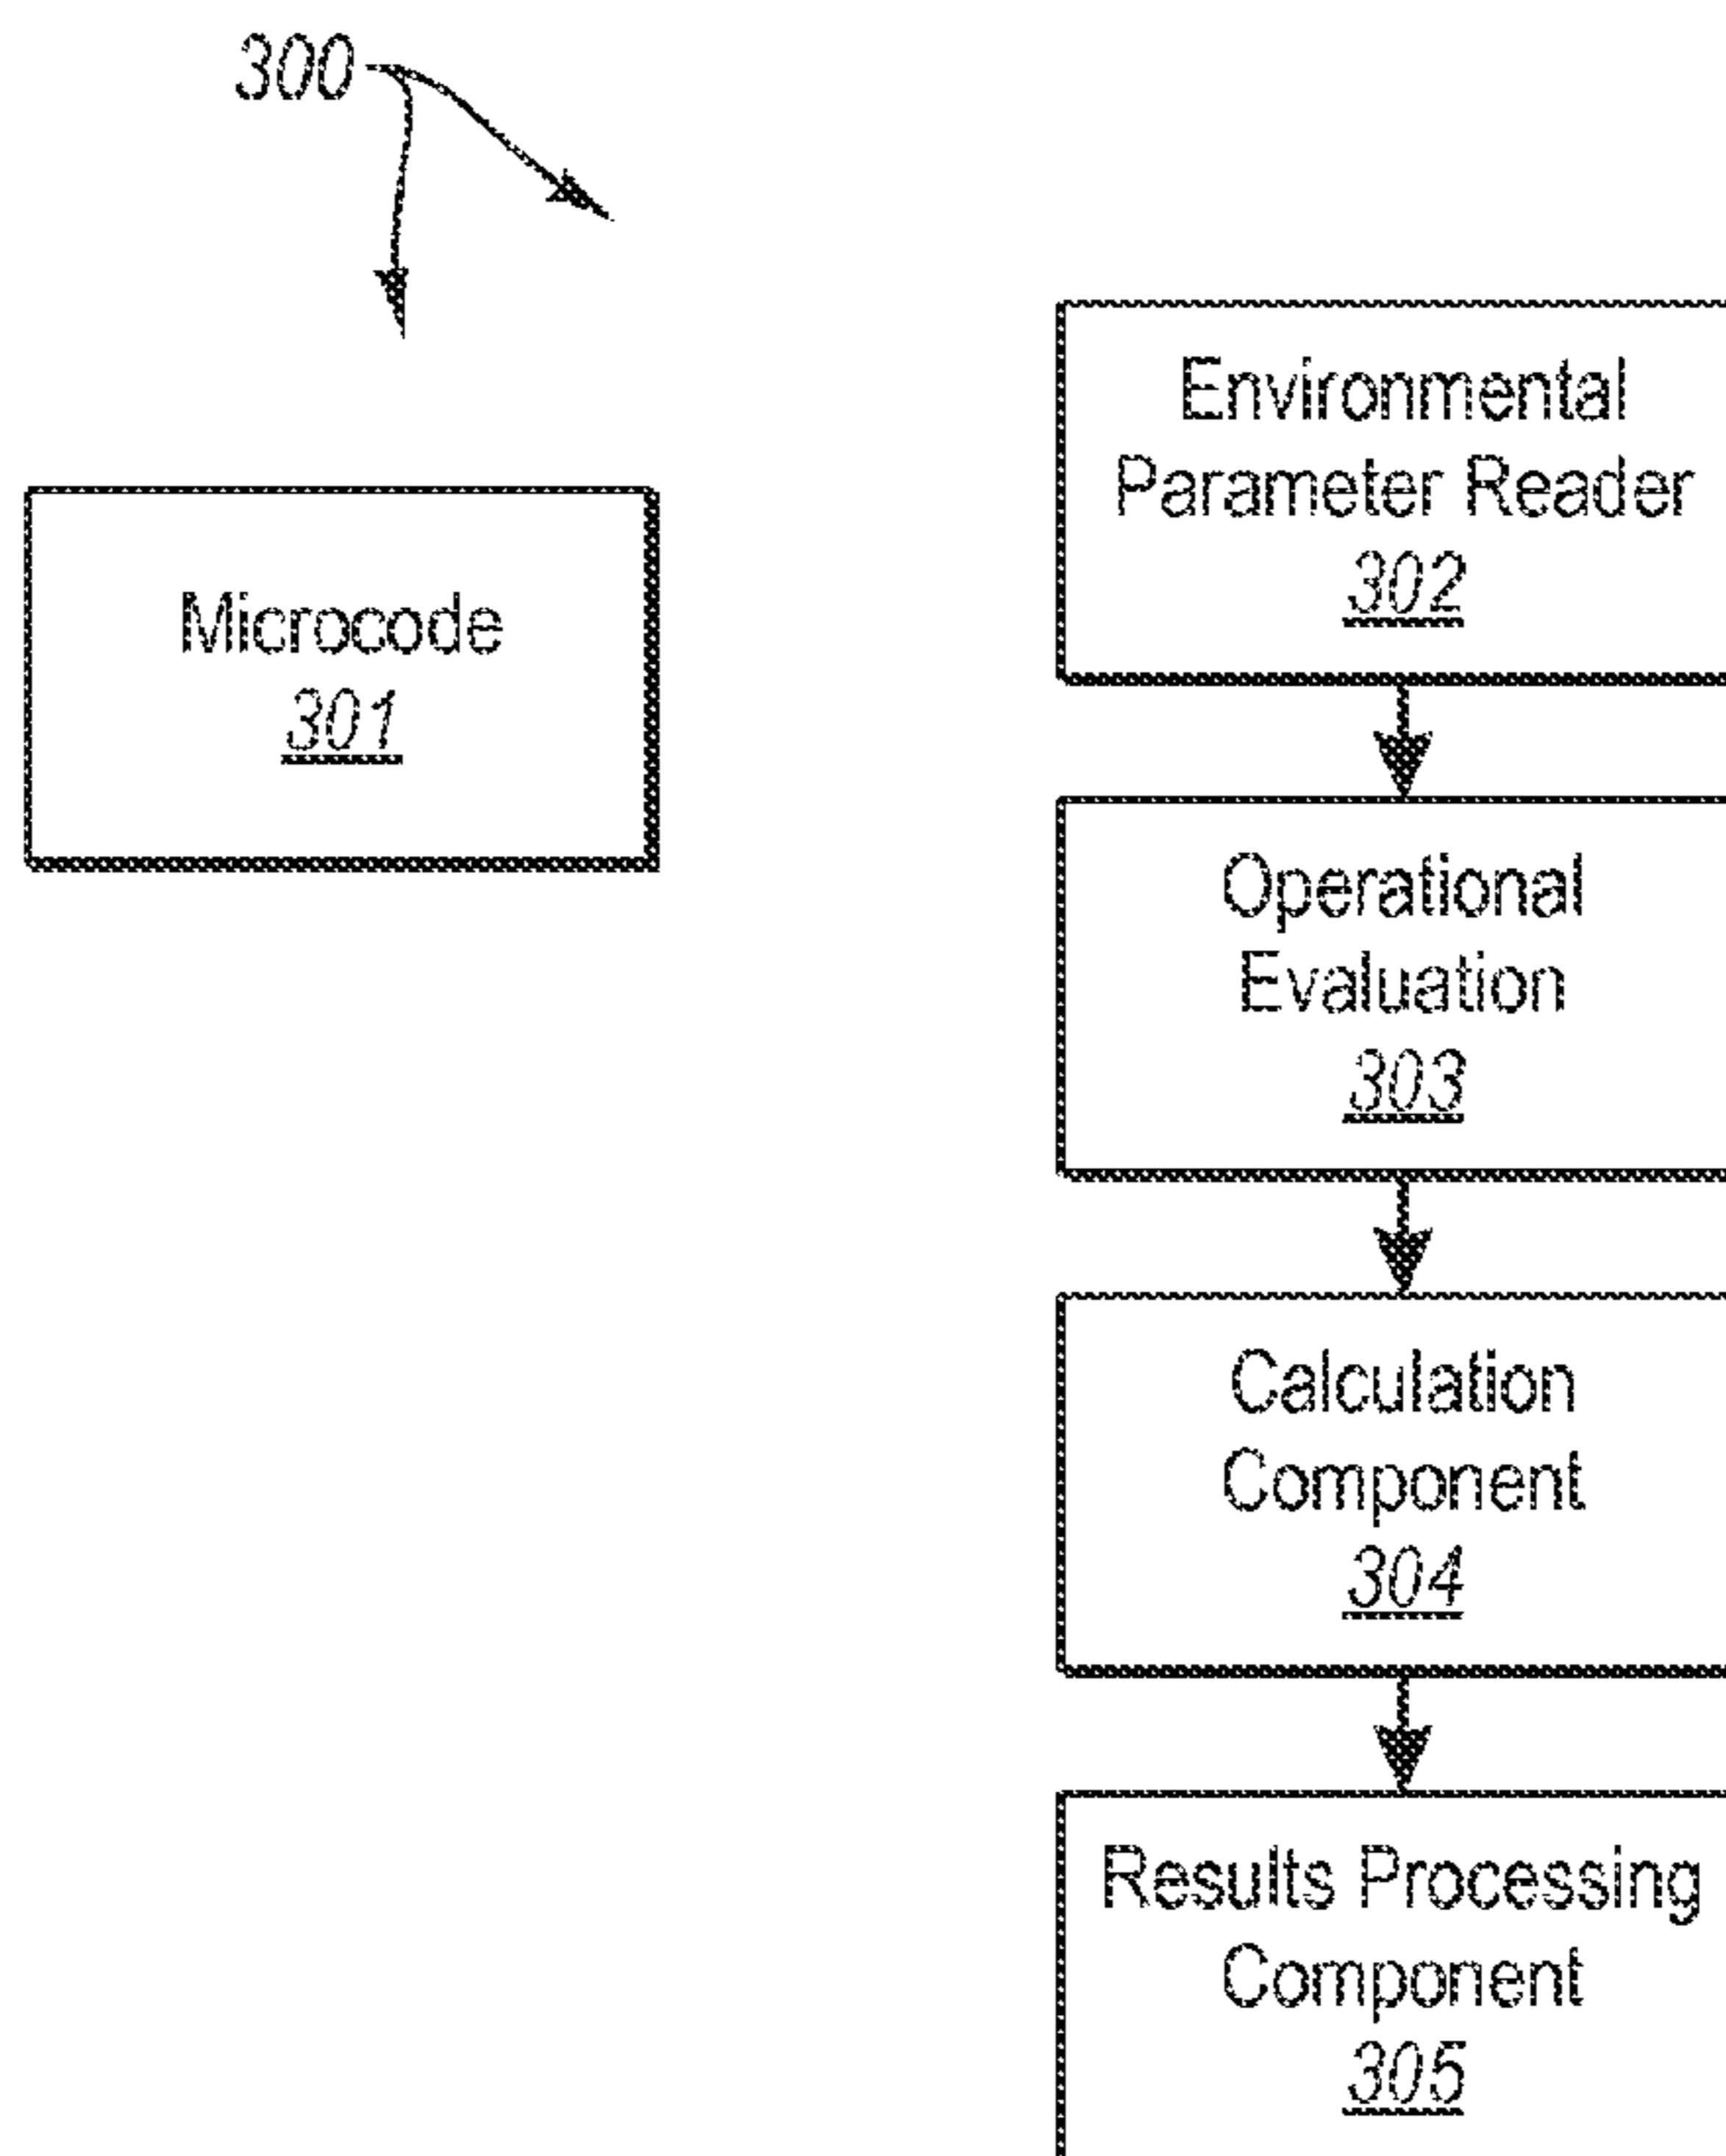 300
Microcode
301
Environmental
Parameter Reader
302
Operational
Evaluation
303
Calculation
Component
304
Results Processing
Component
305